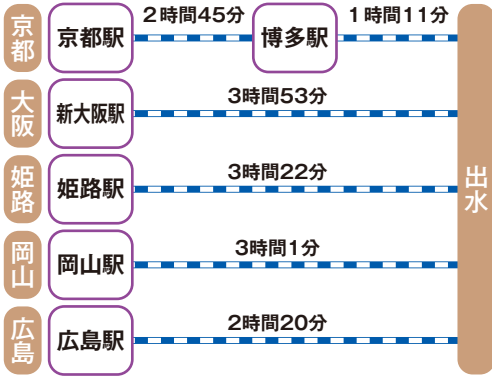 京都
京都駅
2時間45分
博多駅
1時間11分
大阪
新大阪駅
3時間53分
姫路
姫路駅
3時間22分
岡山
岡山駅
3時間1分
広島
広島駅
2時間20分
出水